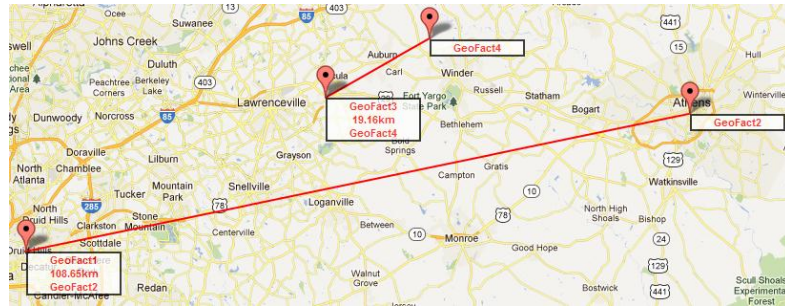 13
85
441
Ocee
Suwanee
Johns Creek
GeoFact4
15
Hull
Duluth
403
Auburn
Peachtree
Corners
Berkeley
Lake
403
Carl
Winder
Russell
Statham
Athens
Winterville
Lawrenceville
GeoFact3
19.16km
GeoFact4
Fort Yargo
State Park
Dunwoody
Norcross
85
Bethlehem
Bogart
GeoFact2
Doraville
Lilburn
Grayson
Springs
129
North
Atlanta
Chamblee
Campton
Gratis
Watkinsville
Tucker
Mountain
Park
Snellville
78
10
North
Druid Hills
285
Stone
Mountain
Loganville
78
North High
Shoals
Bishop
Clarkston
Scottdale
Centerville
Between
10
Monroe
Good Hope
24
GeoFact1
108.65km
GeoFact2
Redan
Walnut
Grove
129
441
Bostwick
Scull Shoals
Experimental
Forest
Candler-McAfee